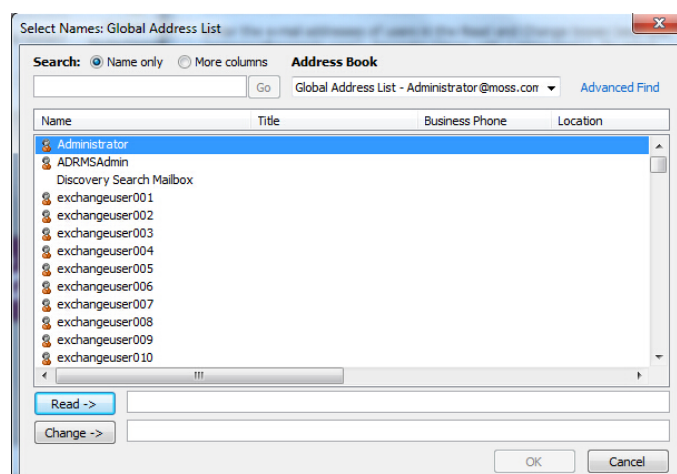 Select Names: Global Address List
Search: Name only More columns Address Book
Go Global Address List - Administrator@moss.com Advanced Find
Name Title Business Phone Location
Administrator
ADRMSAdmin
Discovery Search Mailbox
exchangeuser001
exchangeuser002
exchangeuser003
exchangeuser004
exchangeuser005
exchangeuser006
exchangeuser007
exchangeuser008
exchangeuser009
exchangeuser010
Read ->
Change ->
OK Cancel